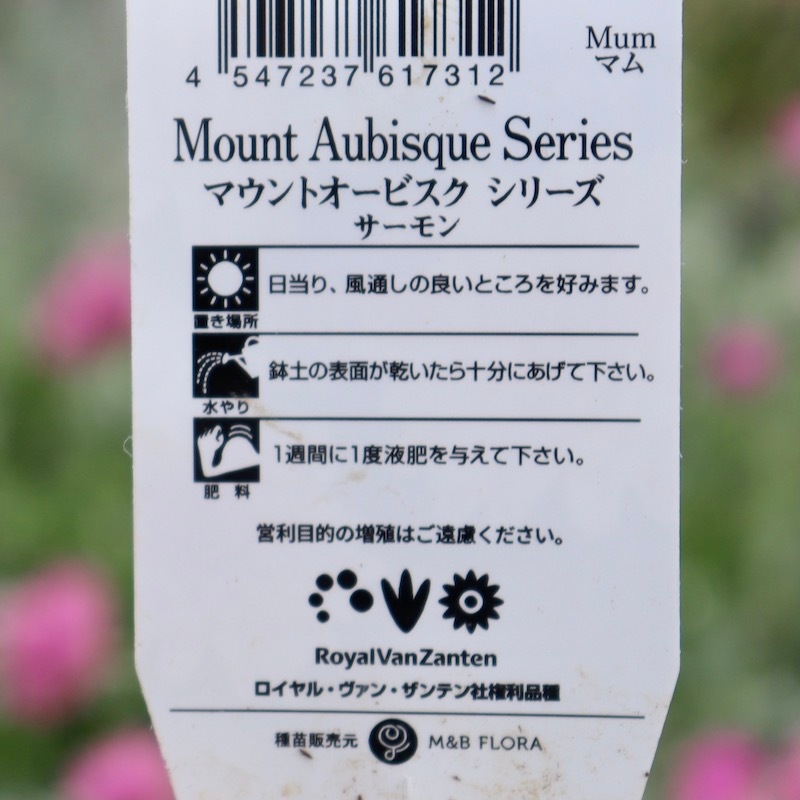 Mum
マム
4 547237 617312
Mount Aubisque Series
マウントオービスク シリーズ
サーモン
日当り、風通しの良いところを好みます。
置き場所
鉢土の表面が乾いたら十分にあげて下さい。
水やり
1週間に1度液肥を与えて下さい。
肥 料
営利目的の増殖はご遠慮ください。
RoyalVanZanten
ロイヤル・ヴァン・ザンテン社権利品種
種苗販売元 M&B FLORA